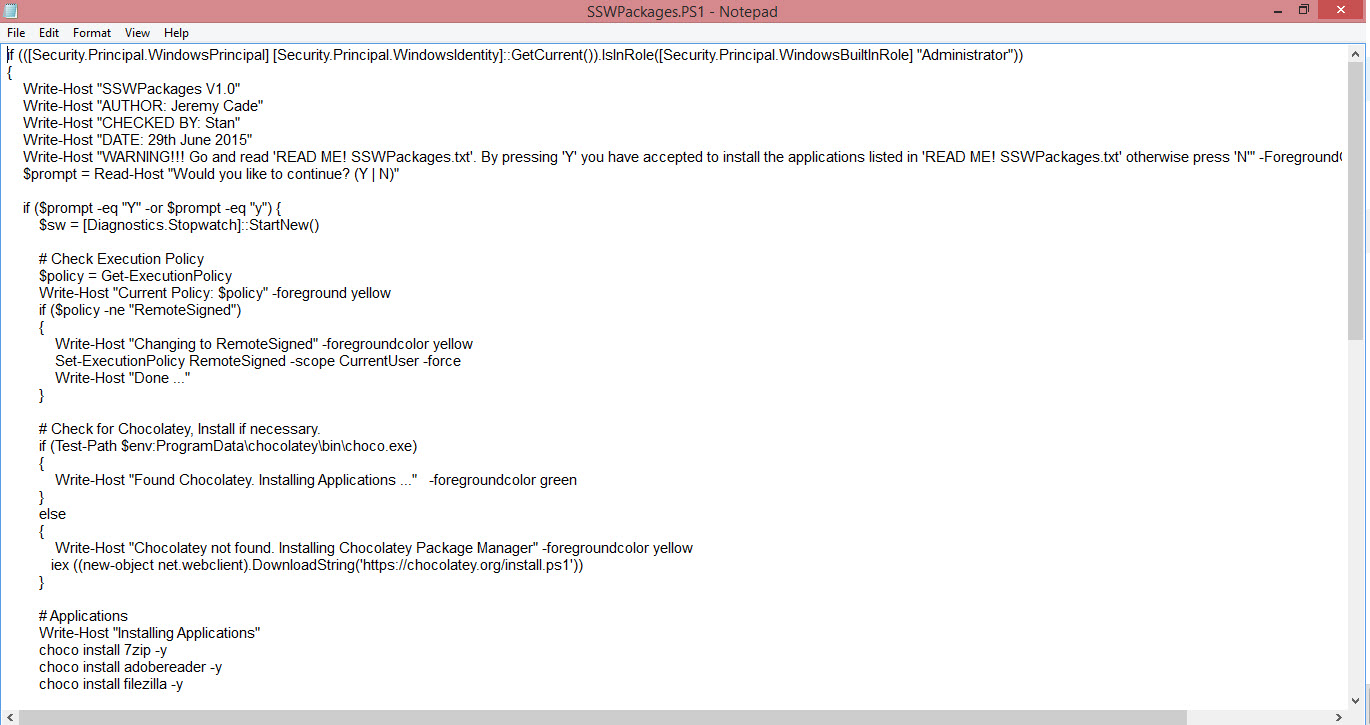 SSWPackages.PS1 - Notepad
File Edit Format View Help
if (([Security.Principal.WindowsPrincipal] [Security.Principal.WindowsIdentity]::GetCurrent()).IsInRole([Security.Principal.WindowsBuiltInRole] "Administrator"))
{
Write-Host "SSWPackages V1.0"
Write-Host "AUTHOR: Jeremy Cade"
Write-Host "CHECKED BY: Stan"
Write-Host "DATE: 29th June 2015"
Write-Host "WARNING!!! Go and read 'READ ME! SSWPackages.txt'. By pressing 'Y' you have accepted to install the applications listed in 'READ ME! SSWPackages.txt' otherwise press 'N'" -Foreground
$prompt = Read-Host "Would you like to continue? (Y | N)"
if ($prompt -eq "Y" -or $prompt -eq "y") {
$sw = [Diagnostics.Stopwatch]::StartNew()
# Check Execution Policy
$policy = Get-ExecutionPolicy
Write-Host "Current Policy: $policy" -foreground yellow
if ($policy -ne "RemoteSigned")
{
Write-Host "Changing to RemoteSigned" -foregroundcolor yellow
Set-ExecutionPolicy RemoteSigned -scope CurrentUser -force
Write-Host "Done ..."
}
# Check for Chocolatey, Install if necessary.
if (Test-Path $env:ProgramData\chocolatey\bin\choco.exe)
{
Write-Host "Found Chocolatey. Installing Applications ..."   -foregroundcolor green
}
else
{
Write-Host "Chocolatey not found. Installing Chocolatey Package Manager" -foregroundcolor yellow
iex ((new-object net.webclient).DownloadString('https://chocolatey.org/install.ps1'))
}
# Applications
Write-Host "Installing Applications"
choco install 7zip -y
choco install adobereader -y
choco install filezilla -y